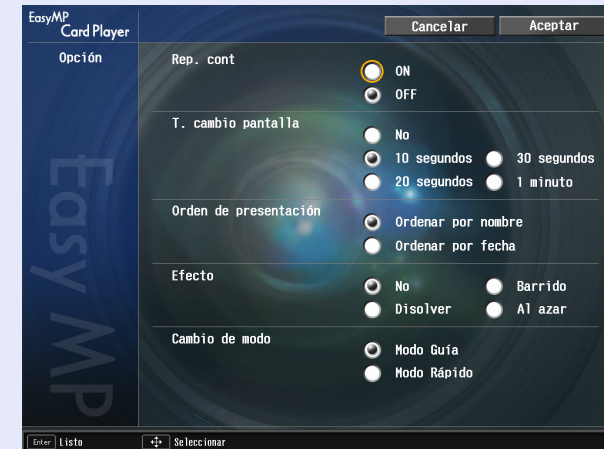 EasyMP
Card Player
Cancelar Aceptar
Opción
Rep. cont
ON
OFF
T. cambio pantalla
No
10 segundos 30 segundos
20 segundos 1 minuto
Orden de presentación
Ordenar por nombre
Ordenar por fecha
Efecto
No Barrido
Disolver Al azar
Cambio de modo
Modo Guía
Modo Rápido
Easy MP
Enter Listo Seleccionar